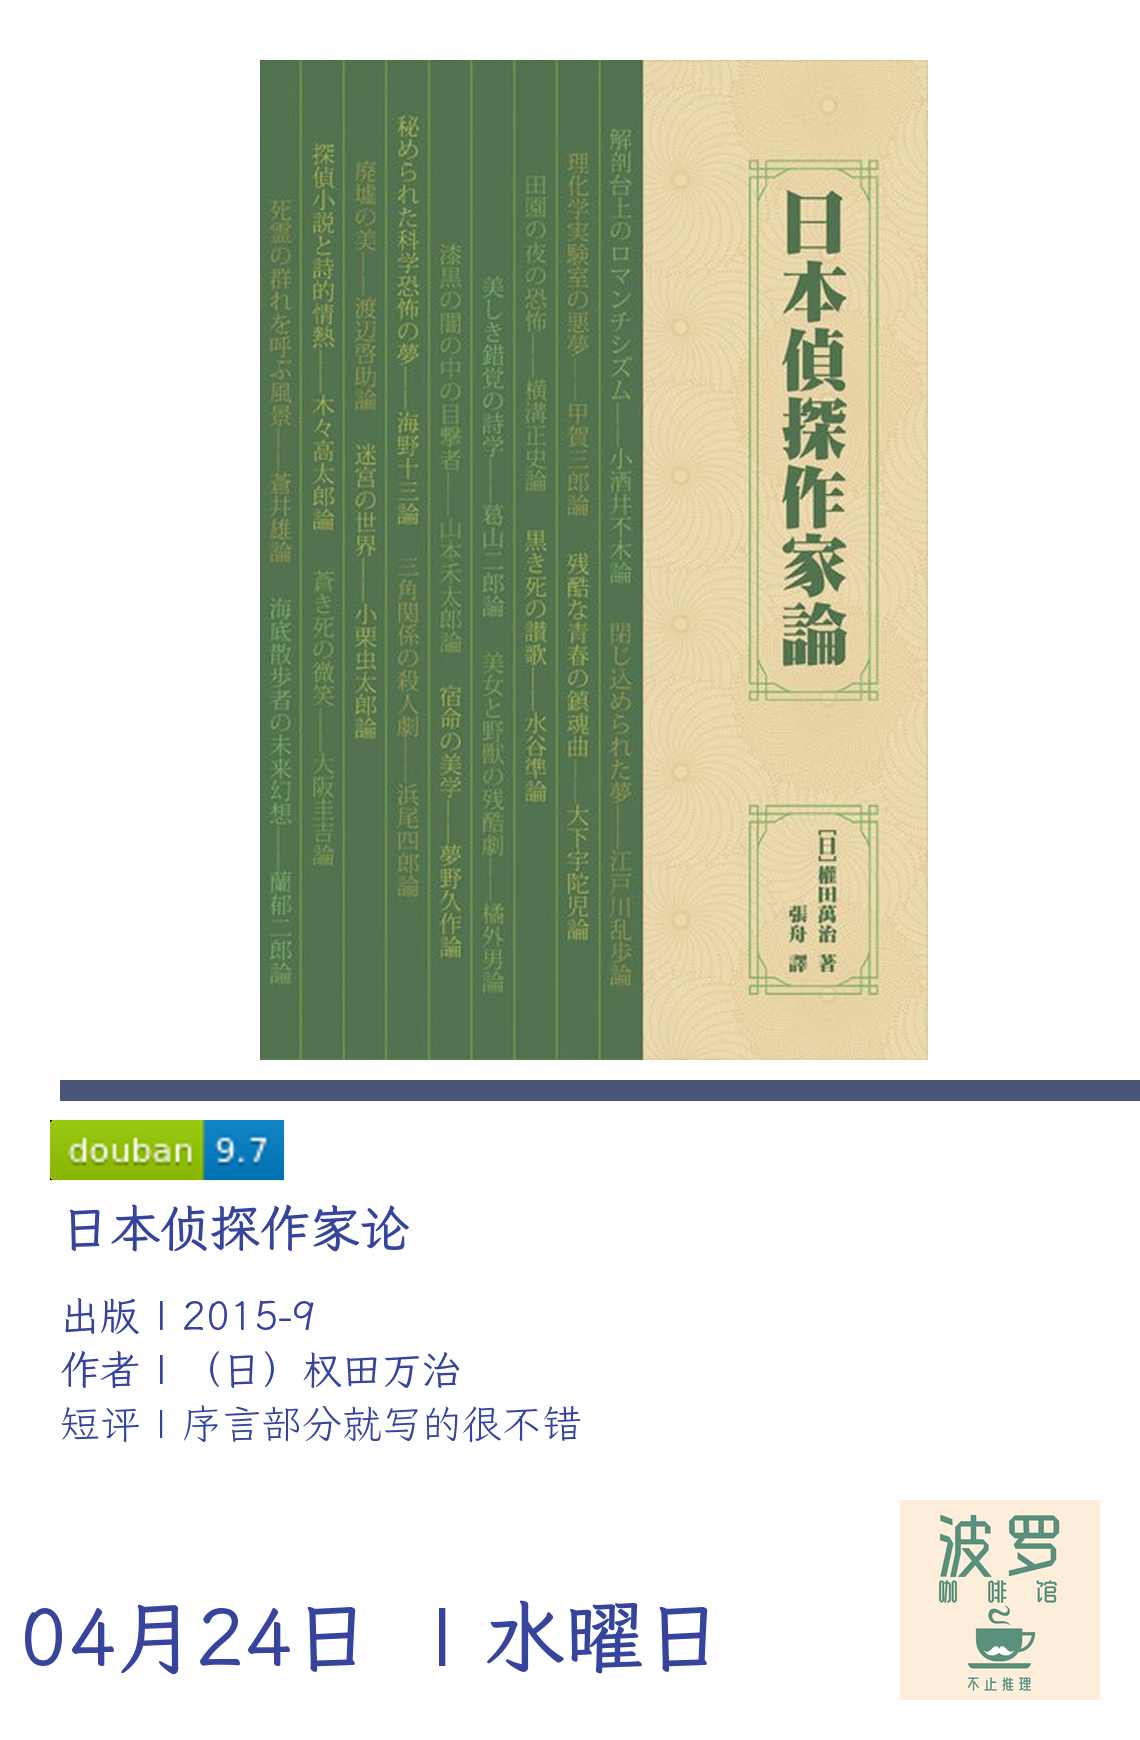 解剖台上のロマンチシズム——小酒井不木論　閉じ込められた夢——江戸川乱歩論
理化学実験室の悪夢——甲賀三郎論　残酷な青春の鎮魂曲——大下宇陀児論
田園の夜の恐怖——横溝正史論　黒き死の讃歌——水谷準論
美しき錯覚の詩学——葛山二郎論　美女と野獣の残酷劇——橘外男論
漆黒の闇の中の目撃者——山本禾太郎論　宿命の美学——夢野久作論
秘められた科学恐怖の夢——海野十三論　三角関係の殺人劇——浜尾四郎論
廃墟の美——渡辺啓助論　迷宮の世界——小栗虫太郎論
探偵小説と詩的情熱——木々高太郎論　蒼き死の微笑——大阪圭吉論
死霊の群れを呼ぶ風景——蒼井雄論　海底散歩者の未来幻想——蘭郁二郎論
日本偵探作家論
［日］權田萬治 著
張舟 譯
douban 9.7
日本侦探作家论
出版 | 2015-9
作者 | （日）权田万治
短评 | 序言部分就写的很不错
04月24日 | 水曜日
波罗
咖啡馆
不止推理